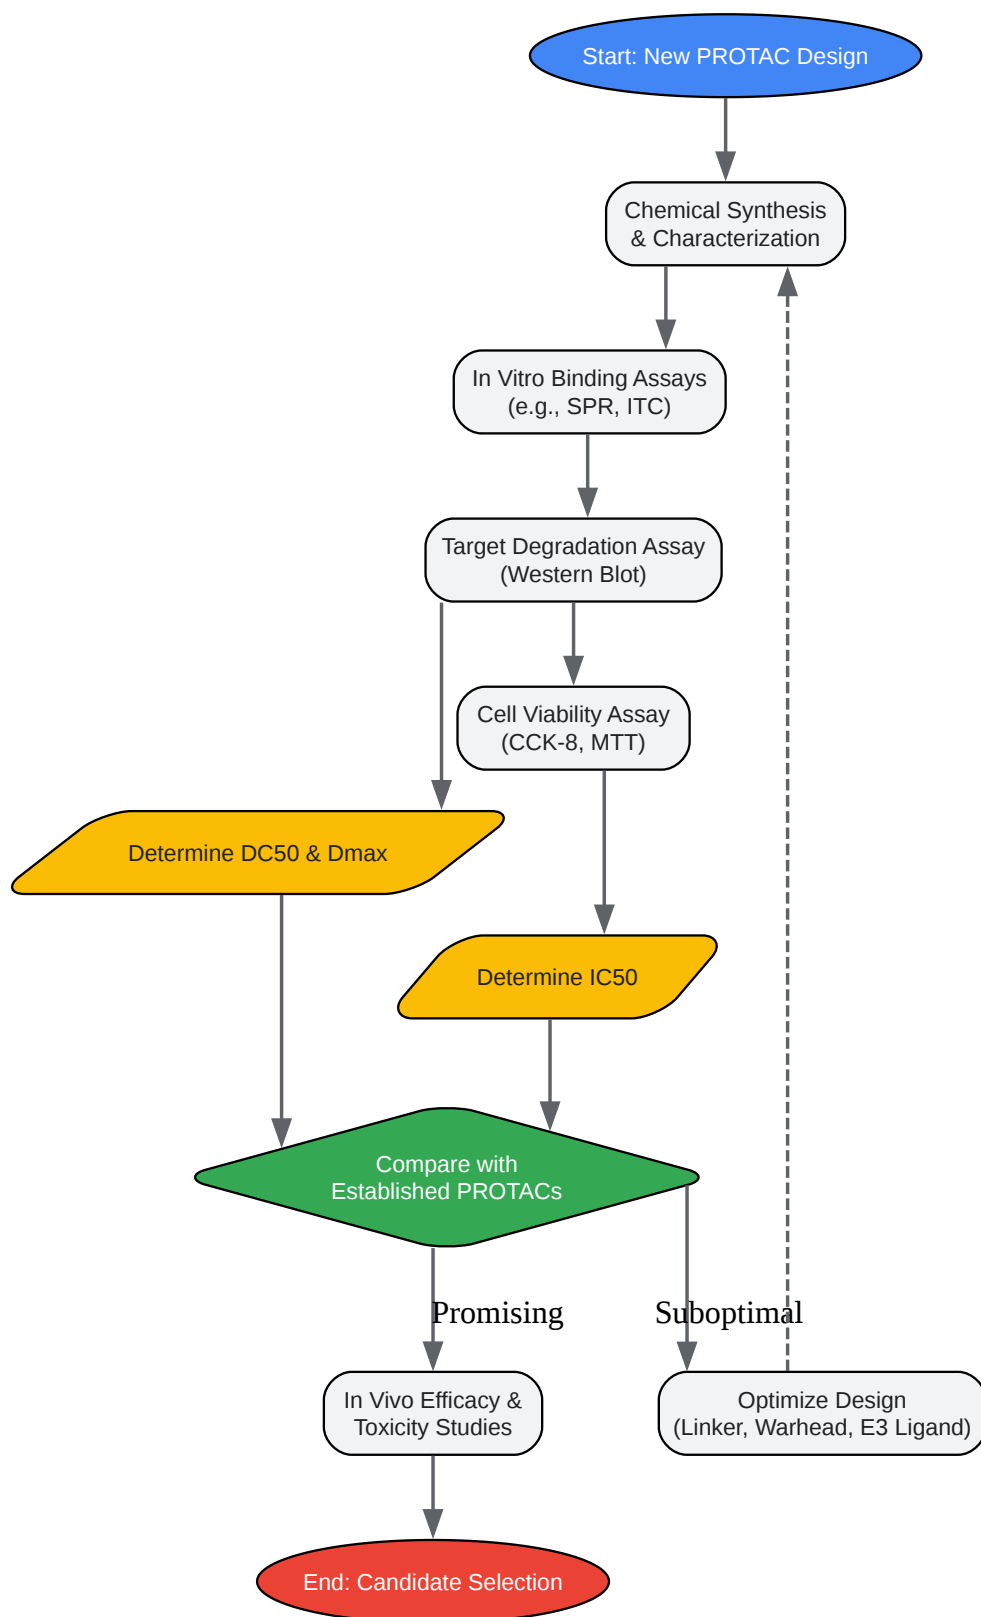 Start: New PROTAC Design
Chemical Synthesis
& Characterization
In Vitro Binding Assays
(e.g., SPR, ITC)
Target Degradation Assay
(Western Blot)
Cell Viability Assay
(CCK-8, MTT)
Determine DC50 & Dmax
Determine IC50
Compare with
Established PROTACs
Promising
Suboptimal
In Vivo Efficacy &
Toxicity Studies
Optimize Design
(Linker, Warhead, E3 Ligand)
End: Candidate Selection